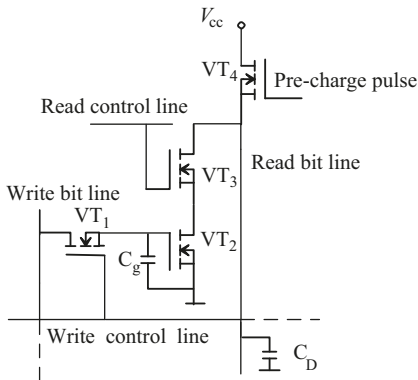 V_cc
VT_4
Pre-charge pulse
Read control line
Read bit line
VT_3
Write bit line
VT_1
VT_2
C_g
Write control line
C_D